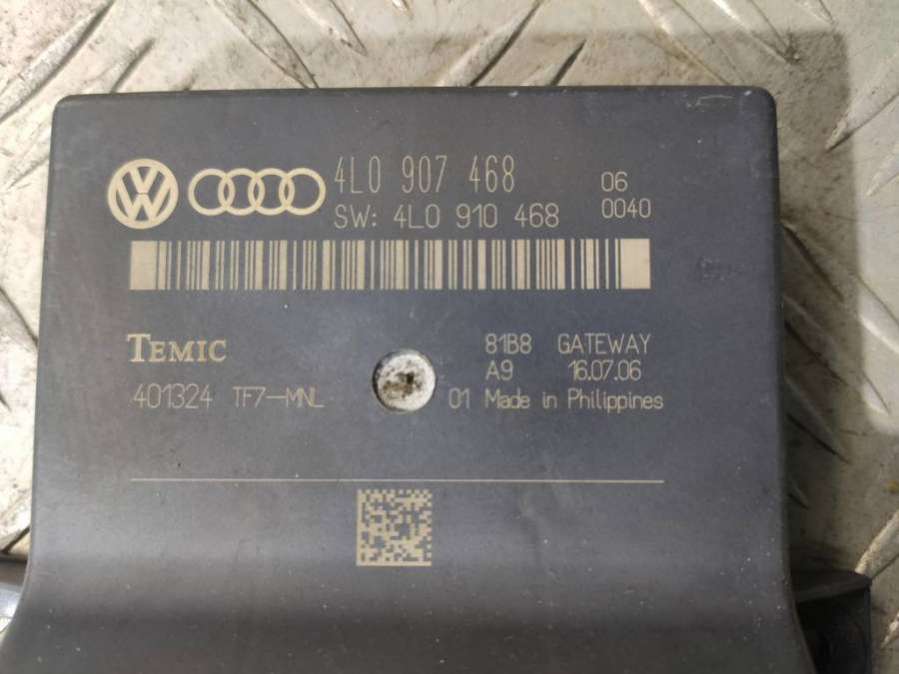 4L0 907 468 06
SW: 4L0 910 468 0040
TEMIC 81B8 GATEWAY
A9 16.07.06
401324 TF7-MNL 01 Made in Philippines